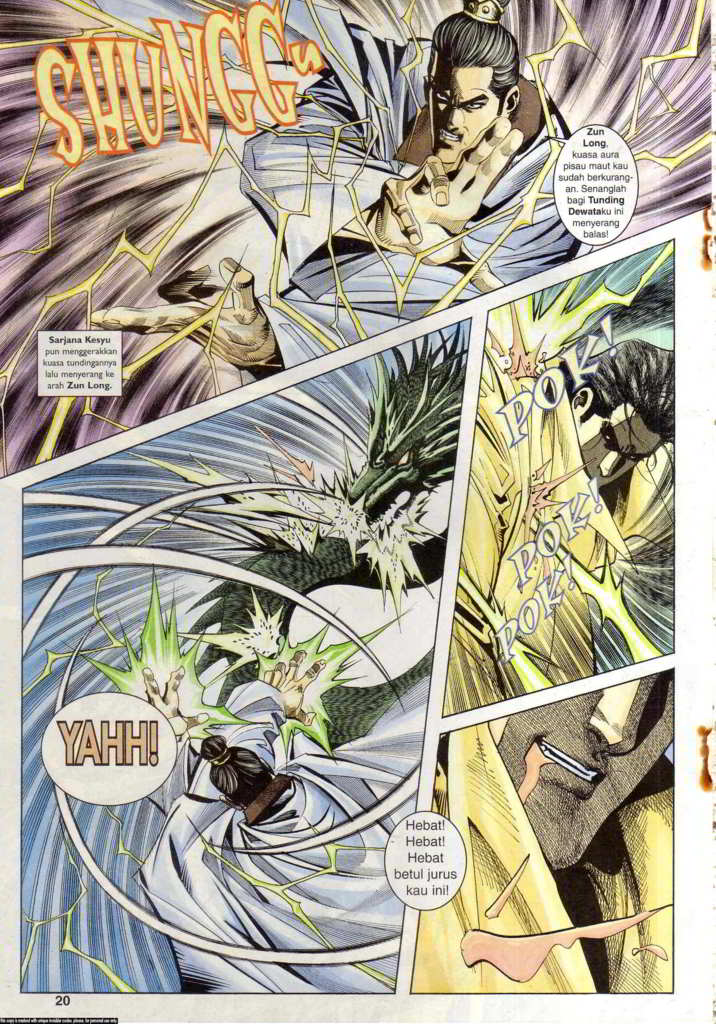 SHUNGGS
Zun
Long,
kuasa aura
pisau maut kau
sudah berkurang-
an. Senanglah
bagi Tunding
Dewataku ini
menyerang
balas!
Sarjana Kesyu
pun menggerakkan
kuasa tundingannya
lalu menyerang ke
arah Zun Long.
POK!
POK!
POK!
YAHH!
Hebat!
Hebat!
Hebat
betul jurus
kau ini!
20